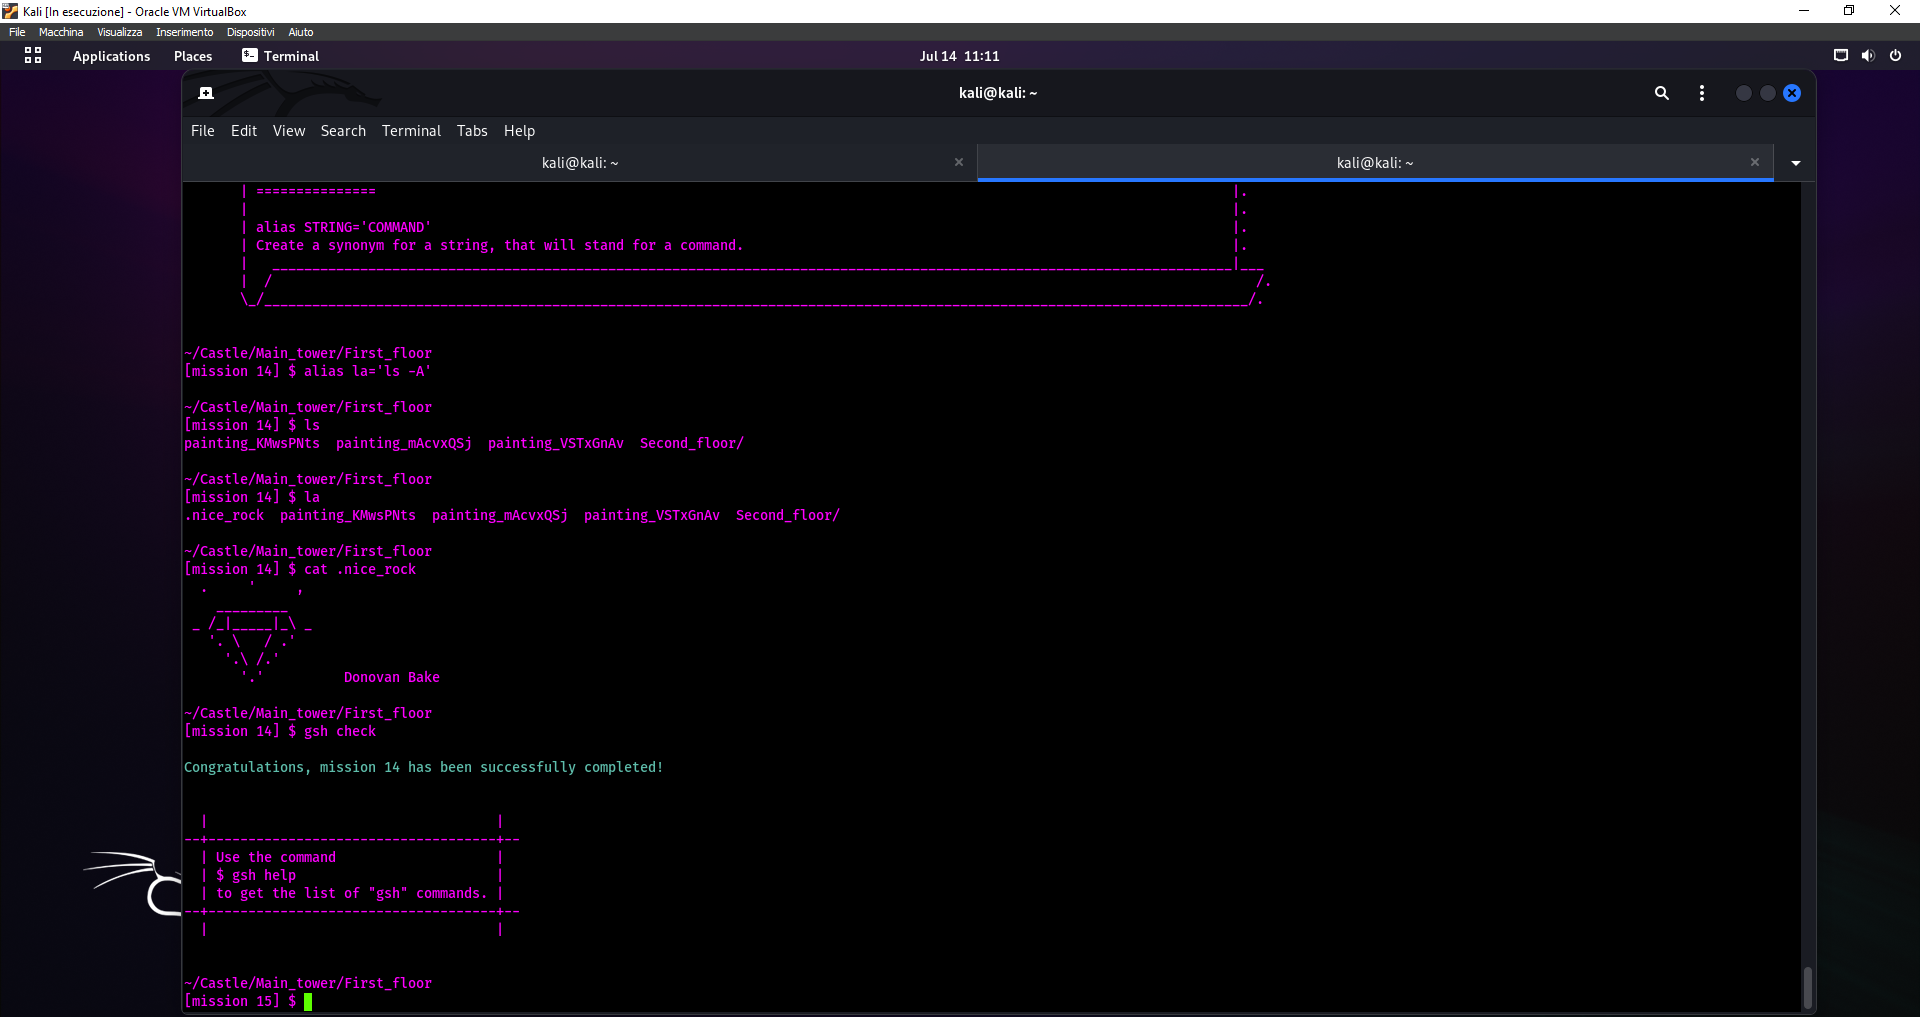 Kali [In esecuzione] - Oracle VM VirtualBox
File Macchina Visualizza Inserimento Dispositivi Aiuto
Applications Places Terminal Jul 14 11:11
kali@kali: ~
File Edit View Search Terminal Tabs Help
kali@kali: ~ kali@kali: ~
| =============== |.
| |.
| alias STRING='COMMAND' |.
| Create a synonym for a string, that will stand for a command. |.
~/Castle/Main_tower/First_floor
[mission 14] $ alias la='ls -A'
~/Castle/Main_tower/First_floor
[mission 14] $ ls
painting_KMwsPNts painting_mAcvxQSj painting_VSTxGnAv Second_floor/
~/Castle/Main_tower/First_floor
[mission 14] $ la
.nice_rock painting_KMwsPNts painting_mAcvxQSj painting_VSTxGnAv Second_floor/
~/Castle/Main_tower/First_floor
[mission 14] $ cat .nice_rock
Donovan Bake
~/Castle/Main_tower/First_floor
[mission 14] $ gsh check
Congratulations, mission 14 has been successfully completed!
| Use the command |
| $ gsh help |
| to get the list of "gsh" commands. |
~/Castle/Main_tower/First_floor
[mission 15] $